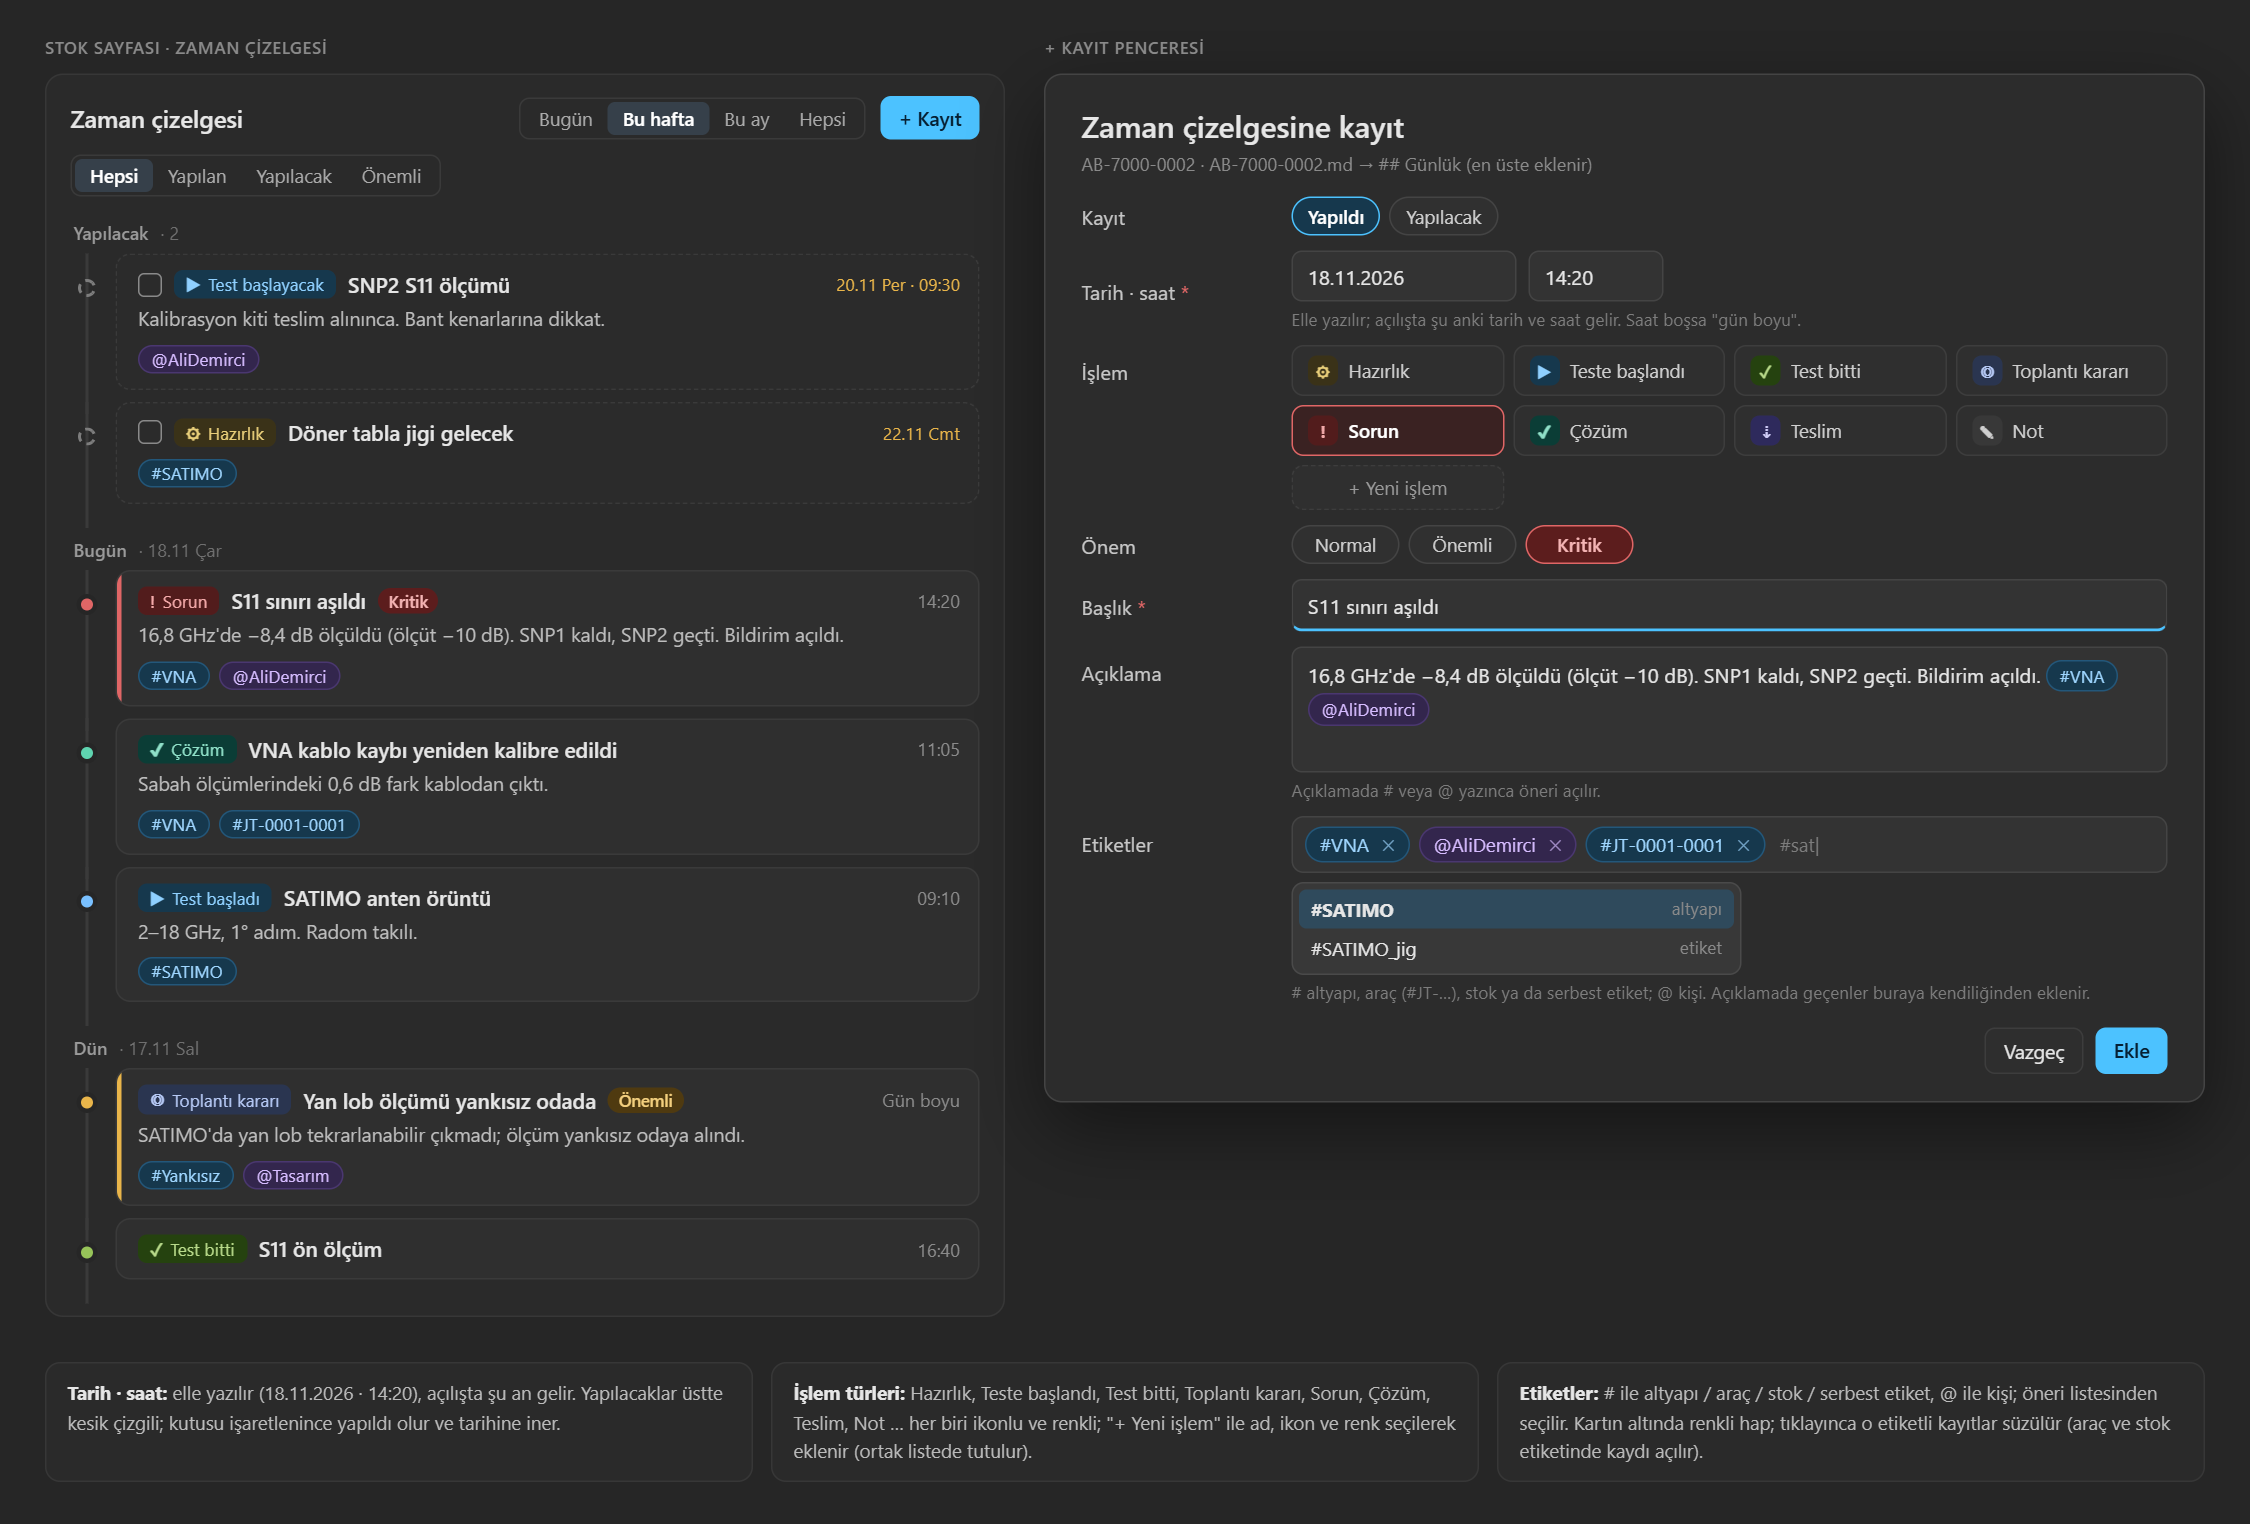 STOK SAYFASI · ZAMAN ÇİZELGESİ
Zaman çizelgesi
Bugün Bu hafta Bu ay Hepsi
+ Kayıt
Hepsi Yapılan Yapılacak Önemli
Yapılacak · 2
▶ Test başlayacak SNP2 S11 ölçümü 20.11 Per · 09:30
Kalibrasyon kiti teslim alınınca. Bant kenarlarına dikkat.
@AliDemirci
⚙ Hazırlık Döner tabla jigi gelecek 22.11 Cmt
#SATIMO
Bugün · 18.11 Çar
! Sorun S11 sınırı aşıldı Kritik 14:20
16,8 GHz'de −8,4 dB ölçüldü (ölçüt −10 dB). SNP1 kaldı, SNP2 geçti. Bildirim açıldı.
#VNA @AliDemirci
✔ Çözüm VNA kablo kaybı yeniden kalibre edildi 11:05
Sabah ölçümlerindeki 0,6 dB fark kablodan çıktı.
#VNA #JT-0001-0001
▶ Test başladı SATIMO anten örüntü 09:10
2–18 GHz, 1° adım. Radom takılı.
#SATIMO
Dün · 17.11 Sal
Toplantı kararı Yan lob ölçümü yankısız odada Önemli Gün boyu
SATIMO'da yan lob tekrarlanabilir çıkmadı; ölçüm yankısız odaya alındı.
#Yankısız @Tasarım
✓ Test bitti S11 ön ölçüm 16:40
+ KAYIT PENCERESİ
Zaman çizelgesine kayıt
AB-7000-0002 · AB-7000-0002.md → ## Günlük (en üste eklenir)
Kayıt Yapıldı Yapılacak
Tarih · saat * 18.11.2026 14:20
Elle yazılır; açılışta şu anki tarih ve saat gelir. Saat boşsa "gün boyu".
İşlem ⚙ Hazırlık ▶ Teste başlandı ✓ Test bitti Toplantı kararı
! Sorun ✔ Çözüm ⇣ Teslim ✎ Not
+ Yeni işlem
Önem Normal Önemli Kritik
Başlık * S11 sınırı aşıldı
Açıklama 16,8 GHz'de −8,4 dB ölçüldü (ölçüt −10 dB). SNP1 kaldı, SNP2 geçti. Bildirim açıldı. #VNA
@AliDemirci
Açıklamada # veya @ yazınca öneri açılır.
Etiketler #VNA × @AliDemirci × #JT-0001-0001 × #sat|
#SATIMO altyapı
#SATIMO_jig etiket
# altyapı, araç (#JT-…), stok ya da serbest etiket; @ kişi. Açıklamada geçenler buraya kendiliğinden eklenir.
Vazgeç Ekle
Tarih · saat: elle yazılır (18.11.2026 · 14:20), açılışta şu an gelir. Yapılacaklar üstte
kesik çizgili; kutusu işaretlenince yapıldı olur ve tarihine iner.
İşlem türleri: Hazırlık, Teste başlandı, Test bitti, Toplantı kararı, Sorun, Çözüm,
Teslim, Not … her biri ikonlu ve renkli; "+ Yeni işlem" ile ad, ikon ve renk seçilerek
eklenir (ortak listede tutulur).
Etiketler: # ile altyapı / araç / stok / serbest etiket, @ ile kişi; öneri listesinden
seçilir. Kartın altında renkli hap; tıklayınca o etiketli kayıtlar süzülür (araç ve stok
etiketinde kaydı açılır).